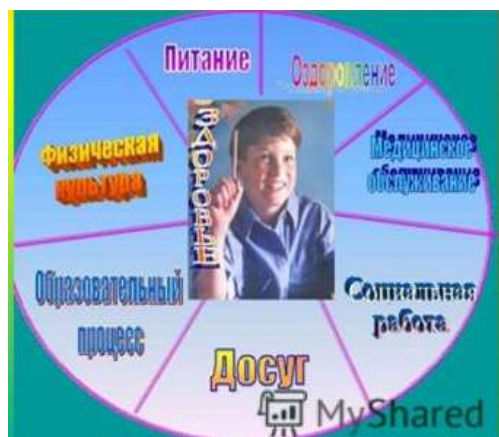 Питание
Оздоровление
Физическая
культура
ЗДОРОВЬЕ
Медицинское
обслуживание
Образовательный
процесс
Социальная
работа
Досуг
MyShared